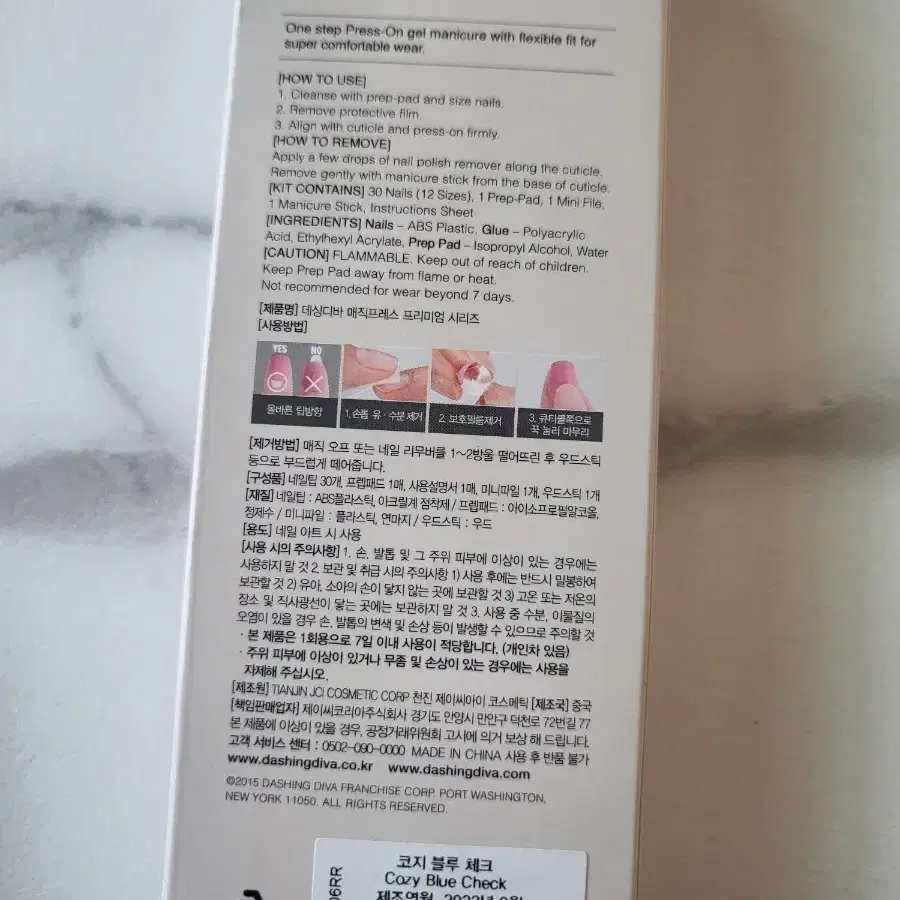 One step Press-On gel manicure with flexible fit for
super comfortable wear.
[HOW TO USE]
1. Cleanse with prep-pad and size nails.
2. Remove protective film.
3. Align with cuticle and press-on firmly.
[HOW TO REMOVE]
Apply a few drops of nail polish remover along the cuticle.
Remove gently with manicure stick from the base of cuticle.
[KIT CONTAINS] 30 Nails (12 Sizes), 1 Prep-Pad, 1 Mini File,
1 Manicure Stick, Instructions Sheet
[INGREDIENTS] Nails – ABS Plastic, Glue – Polyacrylic
Acid, Ethylhexyl Acrylate, Prep Pad – Isopropyl Alcohol, Water
[CAUTION] FLAMMABLE. Keep out of reach of children.
Keep Prep Pad away from flame or heat.
Not recommended for wear beyond 7 days.
[제품명] 데싱디바 매직프레스 프리미엄 시리즈
[사용방법]
YES NO
올바른 팁방향
1.손톱 유·수분 제거
2. 보호필름제거
3. 큐티클쪽으로
꾹 눌러 마무리
[제거방법] 매직 오프 또는 네일 리무버를 1~2방울 떨어뜨린 후 우드스틱
등으로 부드럽게 떼어줍니다.
[구성품] 네일팁 30개, 프렙패드 1매, 사용설명서 1매, 미니파일 1개, 우드스틱 1개
[재질] 네일팁 : ABS플라스틱, 아크릴계 점착제 / 프렙패드 : 아이소프로필알코올,
정제수 / 미니파일 : 플라스틱, 연마지 / 우드스틱 : 우드
[용도] 네일 아트 시 사용
[사용 시의 주의사항] 1. 손, 발톱 및 그 주위 피부에 이상이 있는 경우에는
사용하지 말 것 2. 보관 및 취급 시의 주의사항 1) 사용 후에는 반드시 밀봉하여
보관할 것 2) 유아, 소아의 손이 닿지 않는 곳에 보관할 것 3) 고온 또는 저온의
장소 및 직사광선이 닿는 곳에는 보관하지 말 것 3. 사용 중 수분, 이물질의
오염이 있을 경우 손, 발톱의 변색 및 손상 등이 발생할 수 있으므로 주의할 것
· 본 제품은 1회용으로 7일 이내 사용이 적당합니다. (개인차 있음)
· 주위 피부에 이상이 있거나 무좀 및 손상이 있는 경우에는 사용을
자제해 주십시오.
[제조원] TIANJIN JCI COSMETIC CORP 천진 제이씨아이 코스메틱 [제조국] 중국
[책임판매업자] 제이씨코리아주식회사 경기도 안양시 만안구 덕천로 72번길 77
본 제품에 이상이 있을 경우, 공정거래위원회 고시에 의거 보상 해 드립니다.
고객 서비스 센터 : 0502-090-0000 MADE IN CHINA 사용 후 반품 불가
www.dashingdiva.co.kr www.dashingdiva.com
©2015 DASHING DIVA FRANCHISE CORP. PORT WASHINGTON,
NEW YORK 11050. ALL RIGHTS RESERVED.
코지 블루 체크
Cozy Blue Check
제조연월
06RR